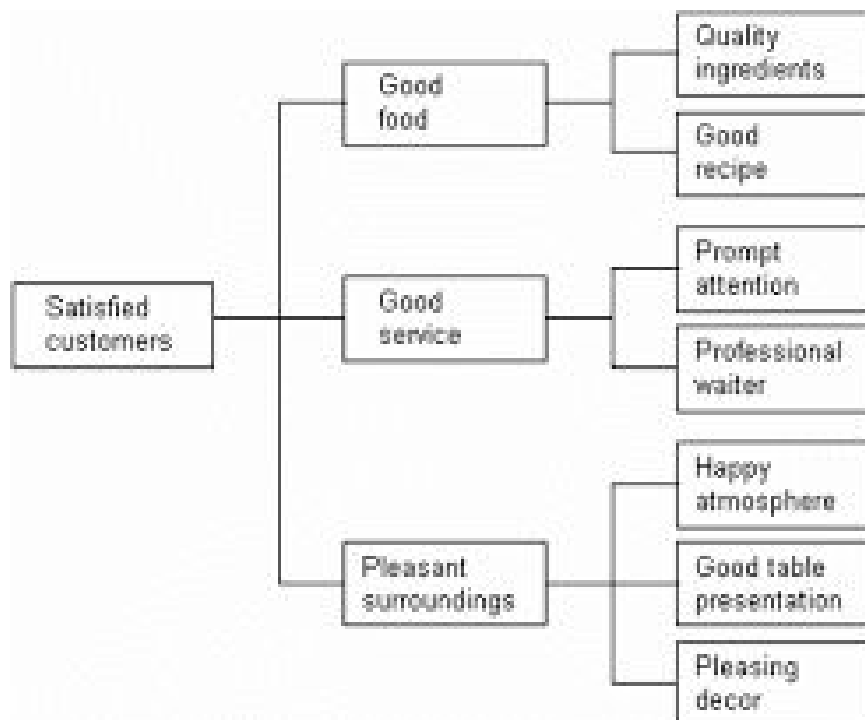 Quality
ingredients
Good
food
Good
recipe
Prompt
attention
Satisfied
customers
Good
service
Professional
waiter
Happy
atmosphere
Pleasant
surroundings
Good table
presentation
Pleasing
decor